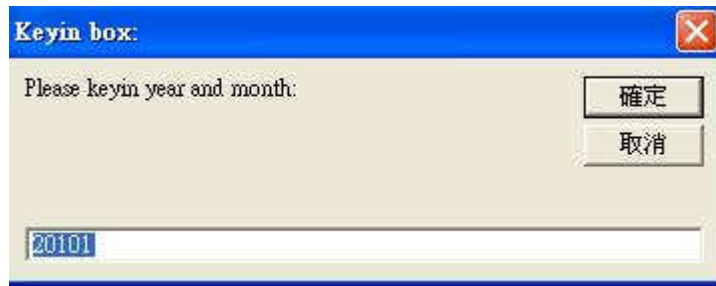 Keyin box:
Please keyin year and month:
確定
取消
20101